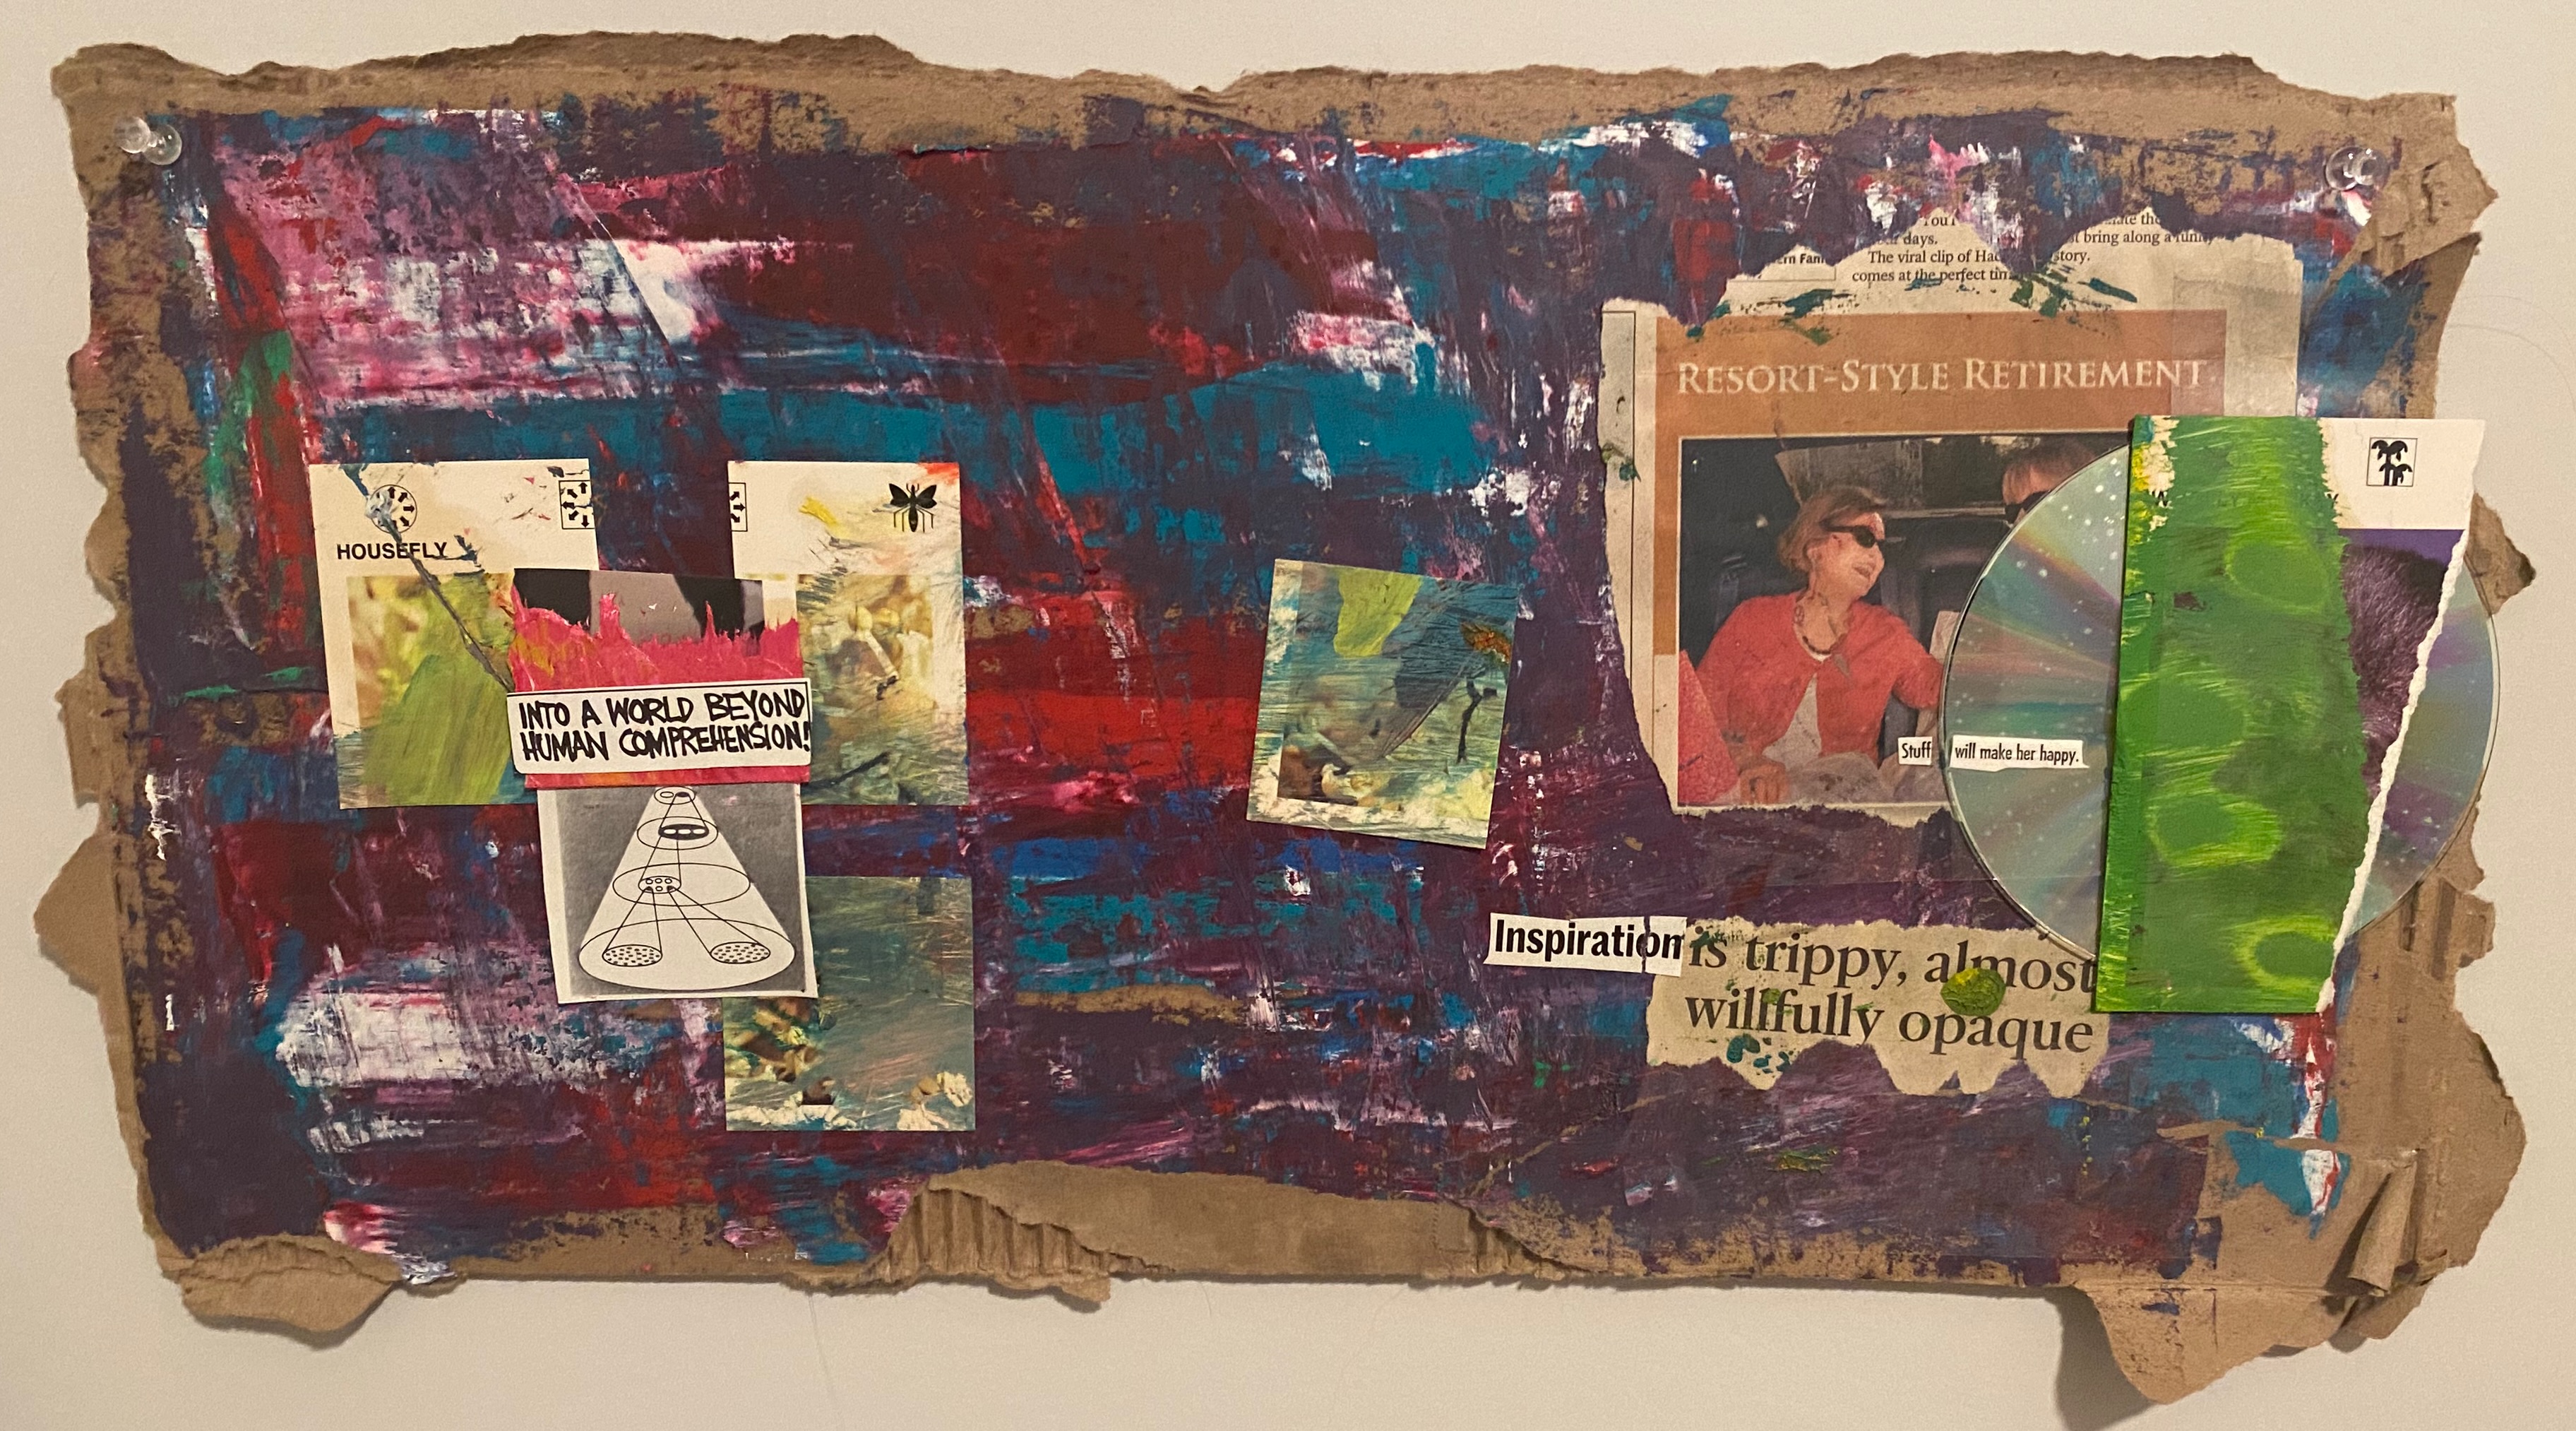 days.
bring along a funny
The viral clip of
story.
comes at the perfect
RESORT-STYLE RETIREMENT
HOUSEFLY
INTO A WORLD BEYOND
HUMAN COMPREHENSION!
Stuff will make her happy.
Inspiration is trippy, almost
willfully opaque